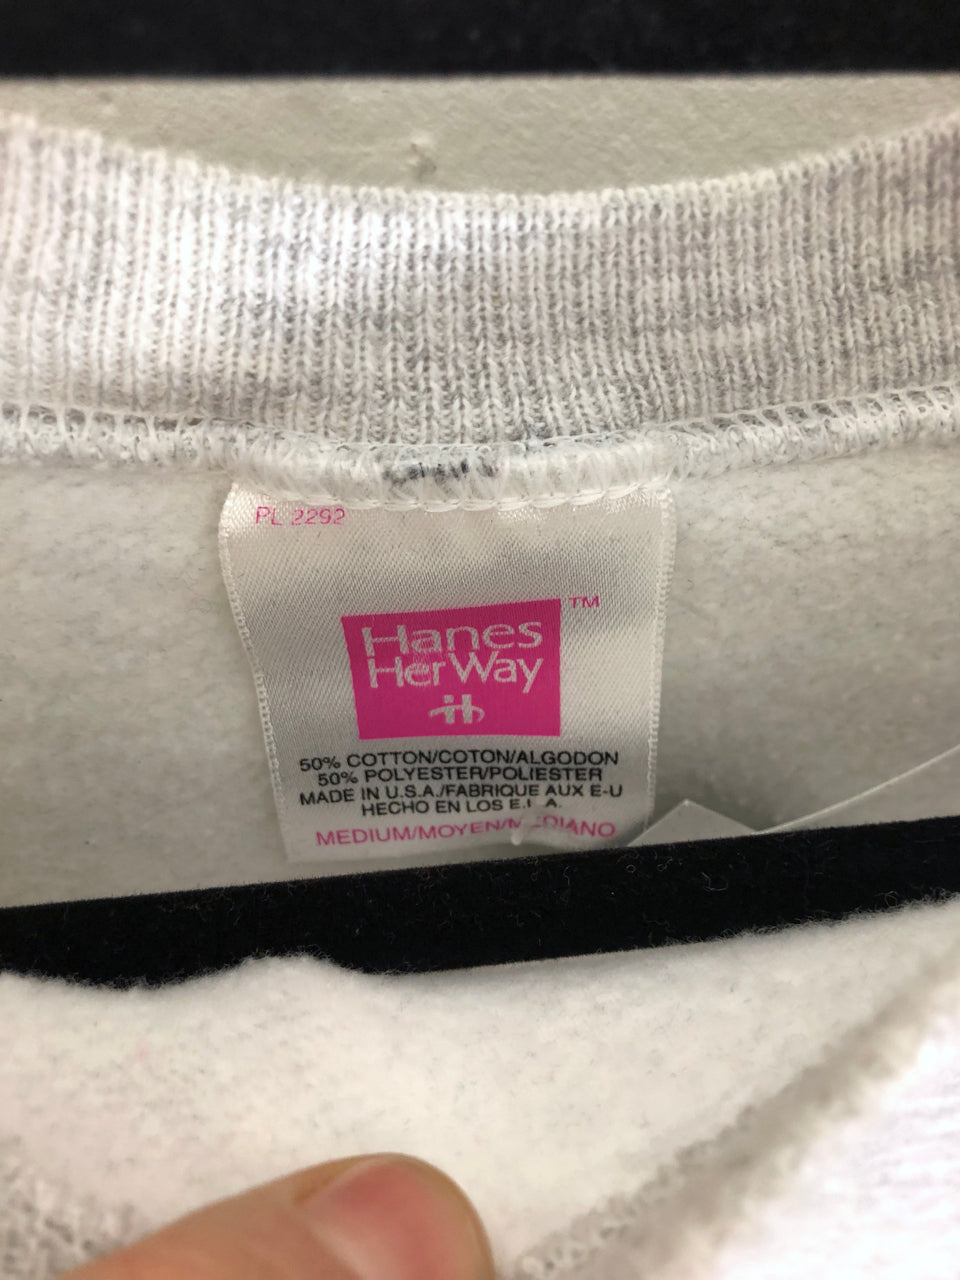 PL 2292
TM
Hanes
HerWay
50% COTTON/COTON/ALGODON
50% POLYESTER/POLIESTER
MADE IN U.S.A./FABRIQUE AUX E-U
HECHO EN LOS E.U.A.
MEDIUM/MOYEN/MEDIANO